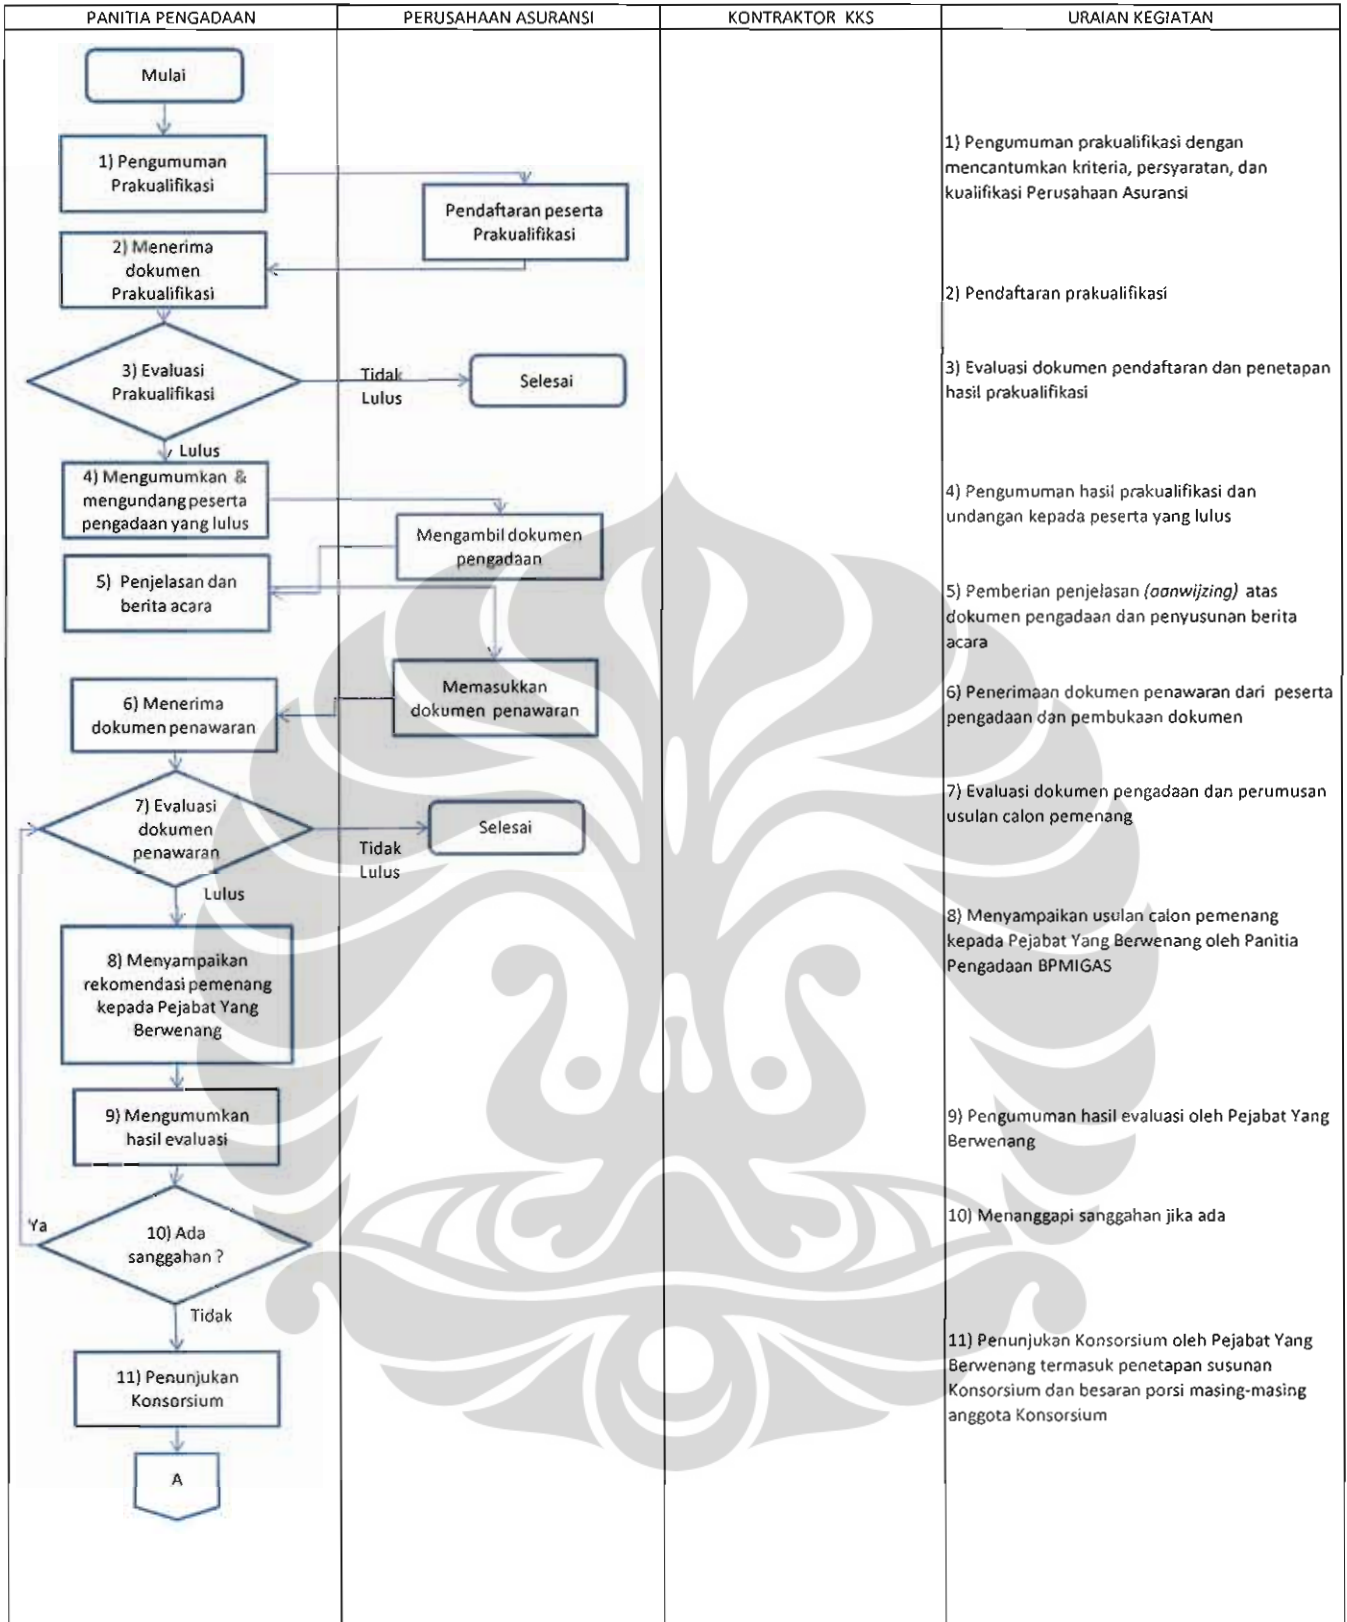 PANITIA PENGADAAN
PERUSAHAAN ASURANSI
KONTRAKTOR KKS
URAIAN KEGIATAN
Mulai
1) Pengumuman
Prakualifikasi
Pendaftaran peserta
Prakualifikasi
2) Menerima
dokumen
Prakualifikasi
3) Evaluasi
Prakualifikasi
Tidak
Lulus
Selesai
Lulus
4) Mengumumkan &
mengundang peserta
pengadaan yang lulus
Mengambil dokumen
pengadaan
5) Penjelasan dan
berita acara
Memasukkan
dokumen penawaran
6) Menerima
dokumen penawaran
7) Evaluasi
dokumen
penawaran
Tidak
Lulus
Selesai
Lulus
8) Menyampaikan
rekomendasi pemenang
kepada Pejabat Yang
Berwenang
9) Mengumumkan
hasil evaluasi
Ya
10) Ada
sanggahan ?
Tidak
11) Penunjukan
Konsorsium
A
1) Pengumuman prakualifikasi dengan
mencantumkan kriteria, persyaratan, dan
kualifikasi Perusahaan Asuransi
2) Pendaftaran prakualifikasi
3) Evaluasi dokumen pendaftaran dan penetapan
hasil prakualifikasi
4) Pengumuman hasil prakualifikasi dan
undangan kepada peserta yang lulus
5) Pemberian penjelasan (aanwijzing) atas
dokumen pengadaan dan penyusunan berita
acara
6) Penerimaan dokumen penawaran dari peserta
pengadaan dan pembukaan dokumen
7) Evaluasi dokumen pengadaan dan perumusan
usulan calon pemenang
8) Menyampaikan usulan calon pemenang
kepada Pejabat Yang Berwenang oleh Panitia
Pengadaan BPMIGAS
9) Pengumuman hasil evaluasi oleh Pejabat Yang
Berwenang
10) Menanggapi sanggahan jika ada
11) Penunjukan Konsorsium oleh Pejabat Yang
Berwenang termasuk penetapan susunan
Konsorsium dan besaran porsi masing-masing
anggota Konsorsium